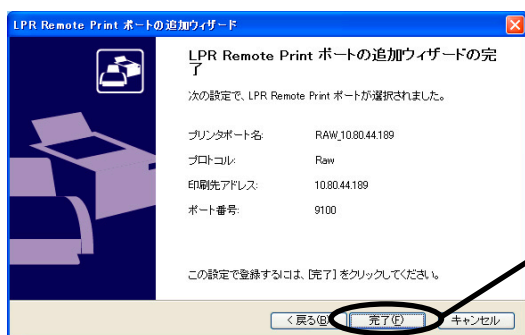 LPR Remote Print ポートの追加ウィザード
LPR Remote Print ポートの追加ウィザードの完
了
次の設定で、LPR Remote Print ポートが選択されました。
プリンタポート名: RAW_10.80.44.189
プロトコル: Raw
印刷先アドレス: 10.80.44.189
ポート番号: 9100
この設定で登録するには、[完了] をクリックしてください。
< 戻る(B) 完了(F) キャンセル